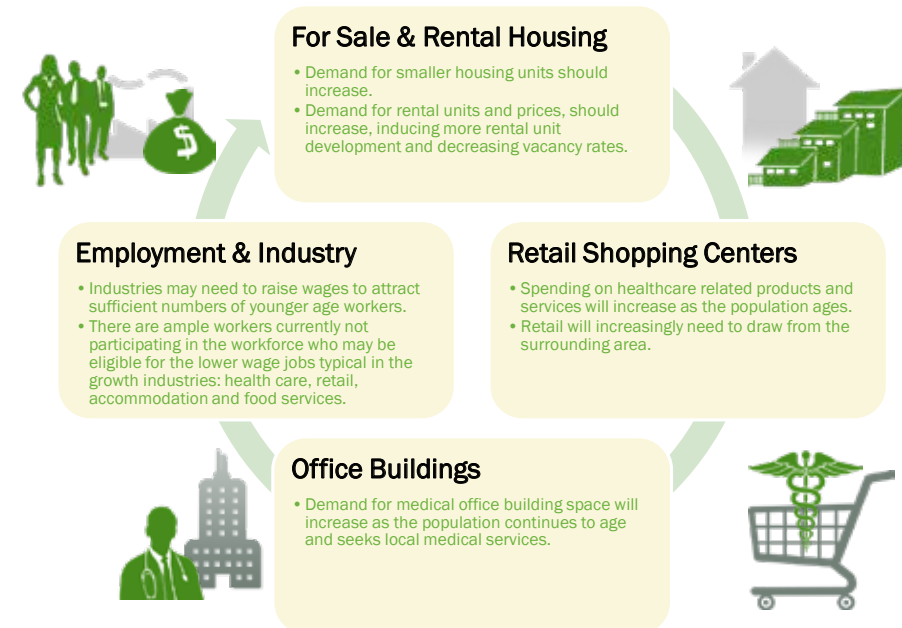 For Sale & Rental Housing
• Demand for smaller housing units should
increase.
• Demand for rental units and prices, should
increase, inducing more rental unit
development and decreasing vacancy rates.
$
Employment & Industry
• Industries may need to raise wages to attract
sufficient numbers of younger age workers.
• There are ample workers currently not
participating in the workforce who may be
eligible for the lower wage jobs typical in the
growth industries: health care, retail,
accommodation and food services.
Retail Shopping Centers
• Spending on healthcare related products and
services will increase as the population ages.
• Retail will increasingly need to draw from the
surrounding area.
Office Buildings
• Demand for medical office building space will
increase as the population continues to age
and seeks local medical services.